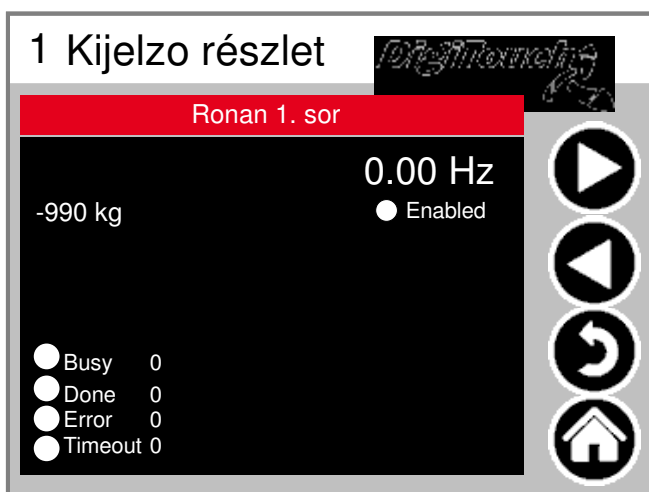 1 Kijelzo részlet
DigiTouch
Ronan 1. sor
0.00 Hz
-990 kg
Enabled
Busy 0
Done 0
Error 0
Timeout 0